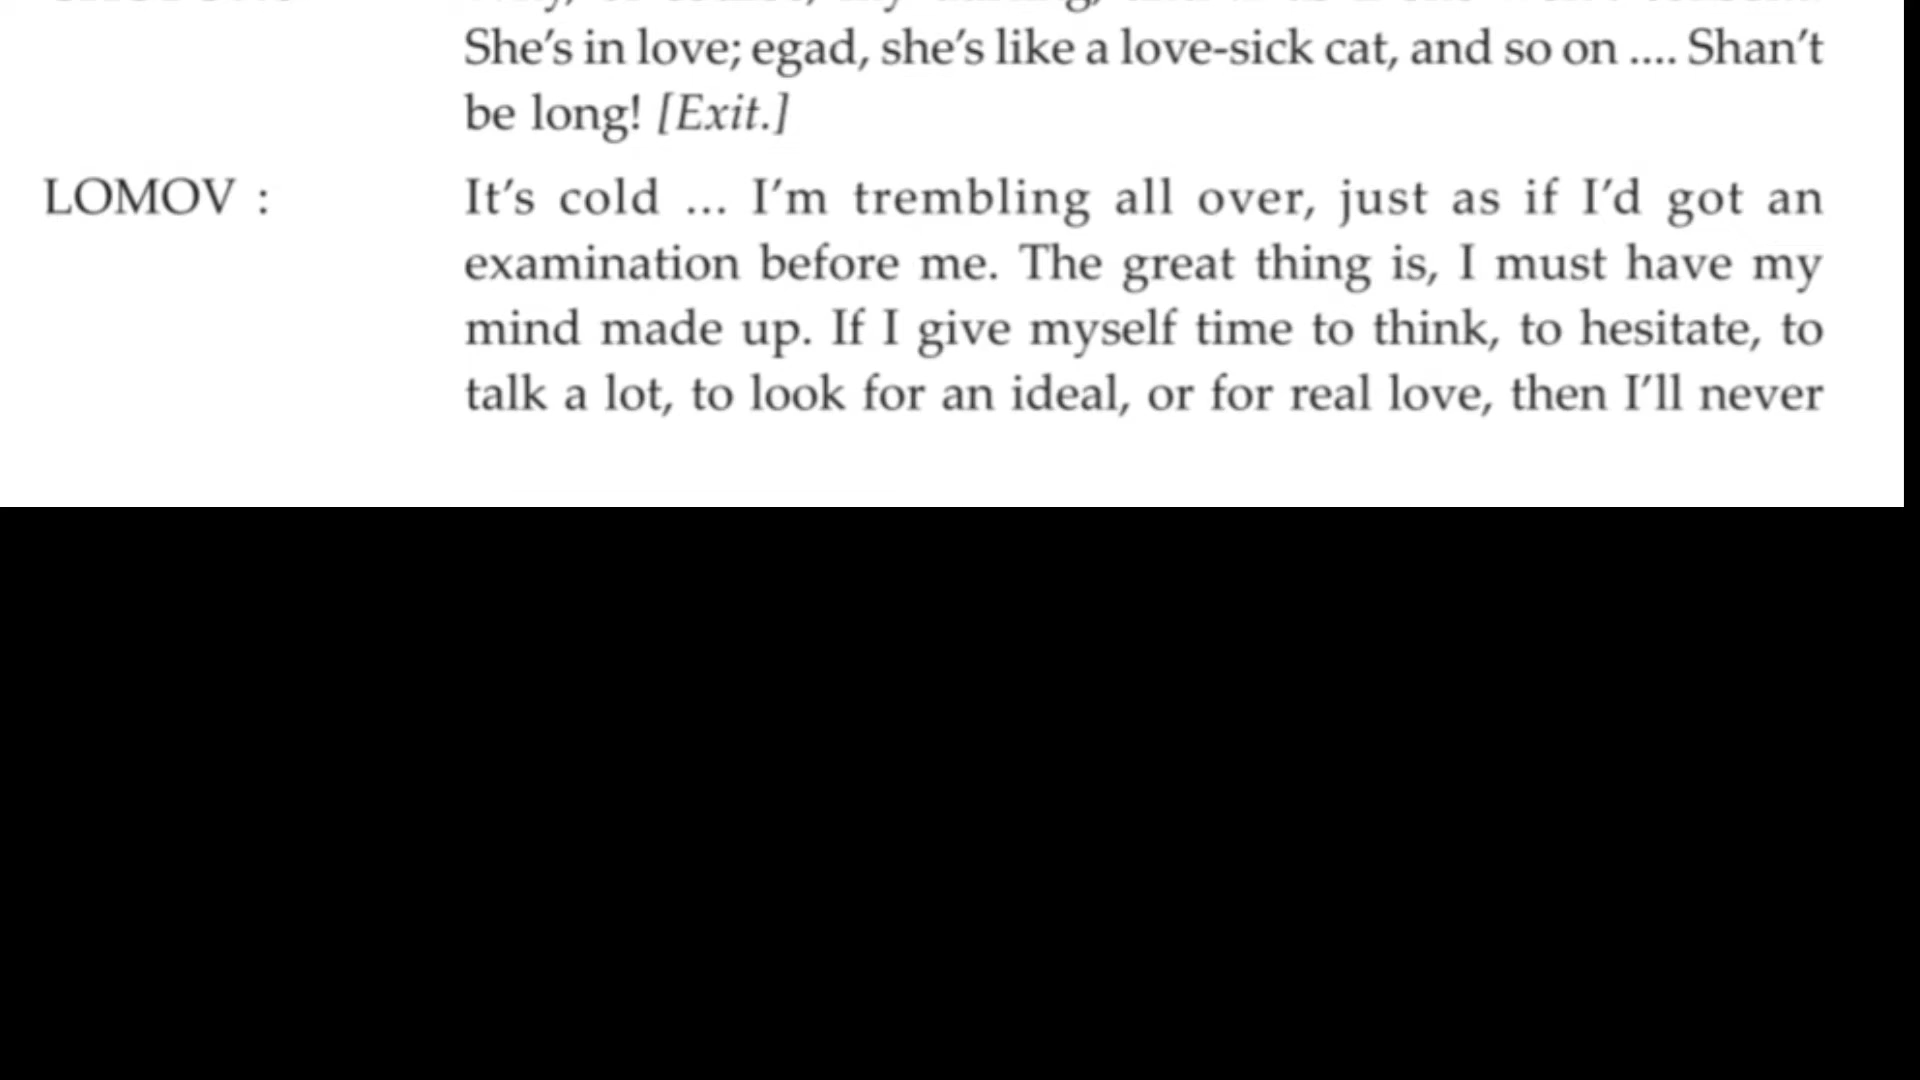 She's in love; egad, she's like a love-sick cat, and so on .... Shan't
be long! [Exit.]
LOMOV : It's cold ... I'm trembling all over, just as if I'd got an
examination before me. The great thing is, I must have my
mind made up. If I give myself time to think, to hesitate, to
talk a lot, to look for an ideal, or for real love, then I'll never